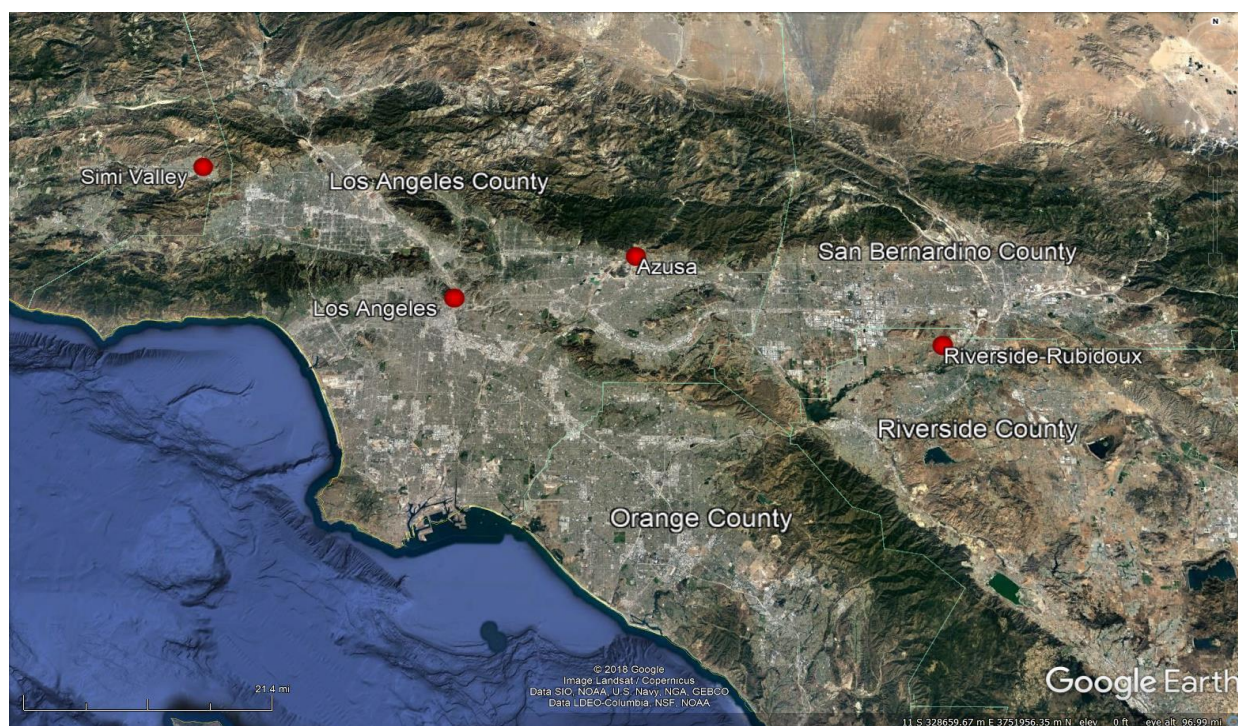 N
Simi Valley
Los Angeles County
San Bernardino County
Azusa
Los Angeles
Riverside-Rubidoux
Riverside County
Orange County
© 2018 Google
Image Landsat / Copernicus
Data SIO, NOAA, U.S. Navy, NGA, GEBCO
Data LDEO-Columbia, NSF, NOAA
Google Earth
21.4 mi
11 S 328659.67 m E 3751956.35 m N elev 0 ft eye alt 96.99 mi